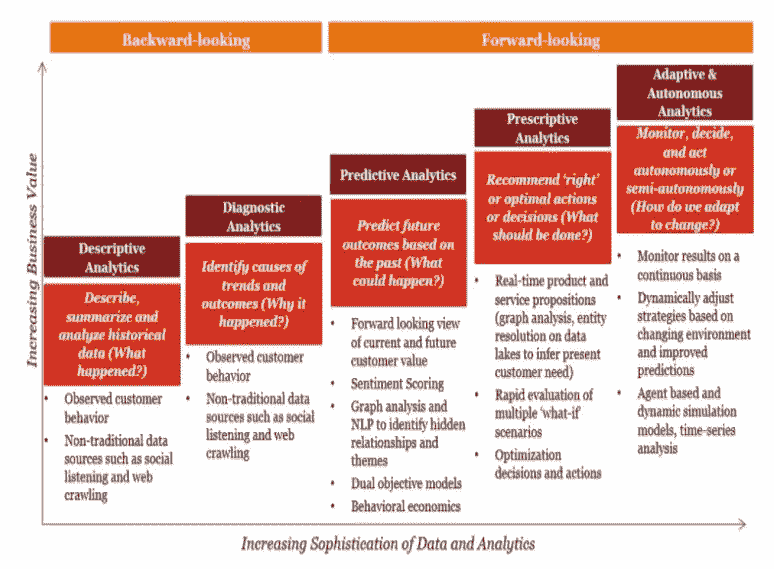 Backward-looking
Forward-looking
Increasing Business Value
Descriptive
Analytics
Describe,
summarize and
analyze historical
data (What
happened?)
• Observed customer
behavior
• Non-traditional data
sources such as social
listening and web
crawling
Diagnostic
Analytics
Identify causes of
trends and
outcomes (Why it
happened?)
• Observed customer
behavior
• Non-traditional data
sources such as social
listening and web
crawling
Predictive Analytics
Predict future
outcomes based on
the past (What
could happen?)
• Forward looking view
of current and future
customer value
• Sentiment Scoring
• Graph analysis and
NLP to identify hidden
relationships and
themes
• Dual objective models
• Behavioral economics
Prescriptive
Analytics
Recommend ‘right’
or optimal actions
or decisions (What
should be done?)
• Real-time product and
service propositions
(graph analysis, entity
resolution on data
lakes to infer present
customer need)
• Rapid evaluation of
multiple ‘what-if’
scenarios
• Optimization
decisions and actions
Adaptive &
Autonomous
Analytics
Monitor, decide,
and act
autonomously or
semi-autonomously
(How do we adapt
to change?)
• Monitor results on a
continuous basis
• Dynamically adjust
strategies based on
changing environment
and improved
predictions
• Agent based and
dynamic simulation
models, time-series
analysis
Increasing Sophistication of Data and Analytics